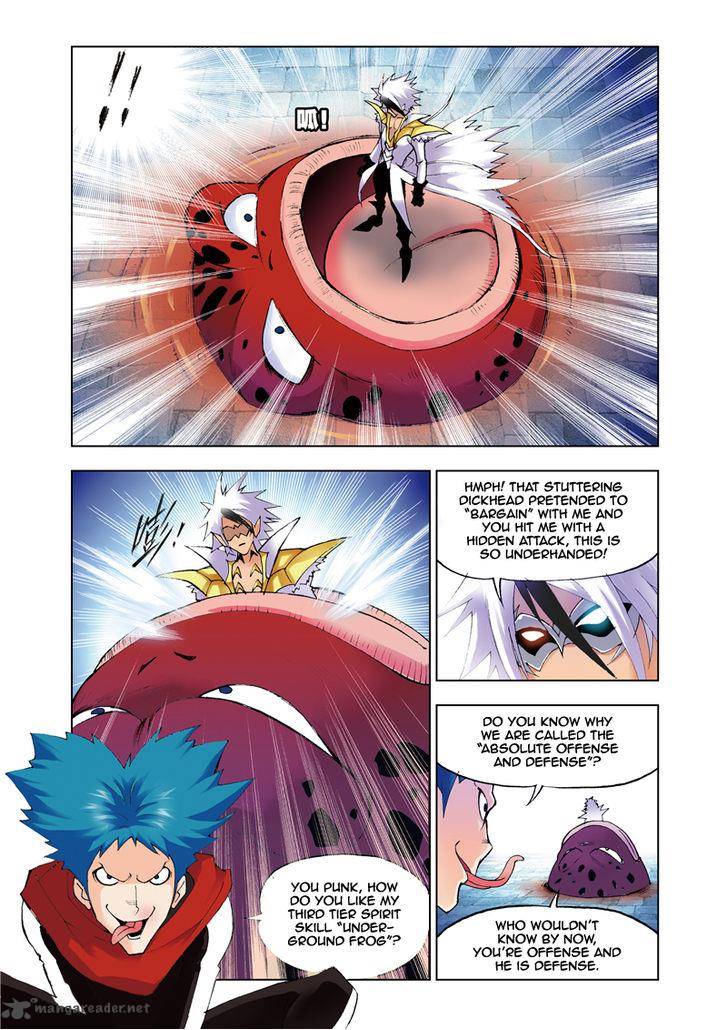 呱!
嘭!
HMPH! THAT STUTTERING
DICKHEAD PRETENDED TO
"BARGAIN" WITH ME AND
YOU HIT ME WITH A
HIDDEN ATTACK, THIS IS
SO UNDERHANDED!
DO YOU KNOW WHY
WE ARE CALLED THE
"ABSOLUTE OFFENSE
AND DEFENSE"?
YOU PUNK, HOW
DO YOU LIKE MY
THIRD TIER SPIRIT
SKILL "UNDER-
GROUND FROG"?
WHO WOULDN'T
KNOW BY NOW,
YOU'RE OFFENSE AND
HE IS DEFENSE.
mangareader.net